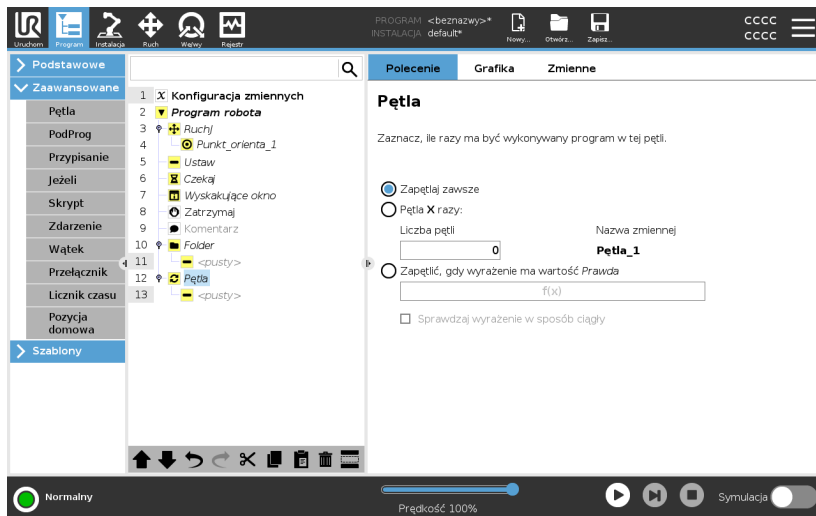 UR
Uruchom
Program
Instalacja
Ruch
We/wy
Rejestr
PROGRAM <beznazwy>*
INSTALACJA default*
Nowy...
Otwórz...
Zapisz...
CCCC
CCCC
Podstawowe
Zaawansowane
Pętla
PodProg
Przypisanie
Jeżeli
Skrypt
Zdarzenie
Wątek
Przełącznik
Licznik czasu
Pozycja
domowa
Szablony
1 X Konfiguracja zmiennych
2 Program robota
3 RuchJ
4 Punkt_orienta_1
5 Ustaw
6 Czekaj
7 Wyskakujące okno
8 Zatrzymaj
9 Komentarz
10 Folder
11 <pusty>
12 Pętla
13 <pusty>
Polecenie Grafika Zmienne
Pętla
Zaznacz, ile razy ma być wykonywany program w tej pętli.
Zapętlaj zawsze
Pętla X razy:
Liczba pętli Nazwa zmiennej
0 Pętla_1
Zapętlić, gdy wyrażenie ma wartość Prawda
f(x)
Sprawdzaj wyrażenie w sposób ciągły
Normalny
Prędkość 100%
Symulacja